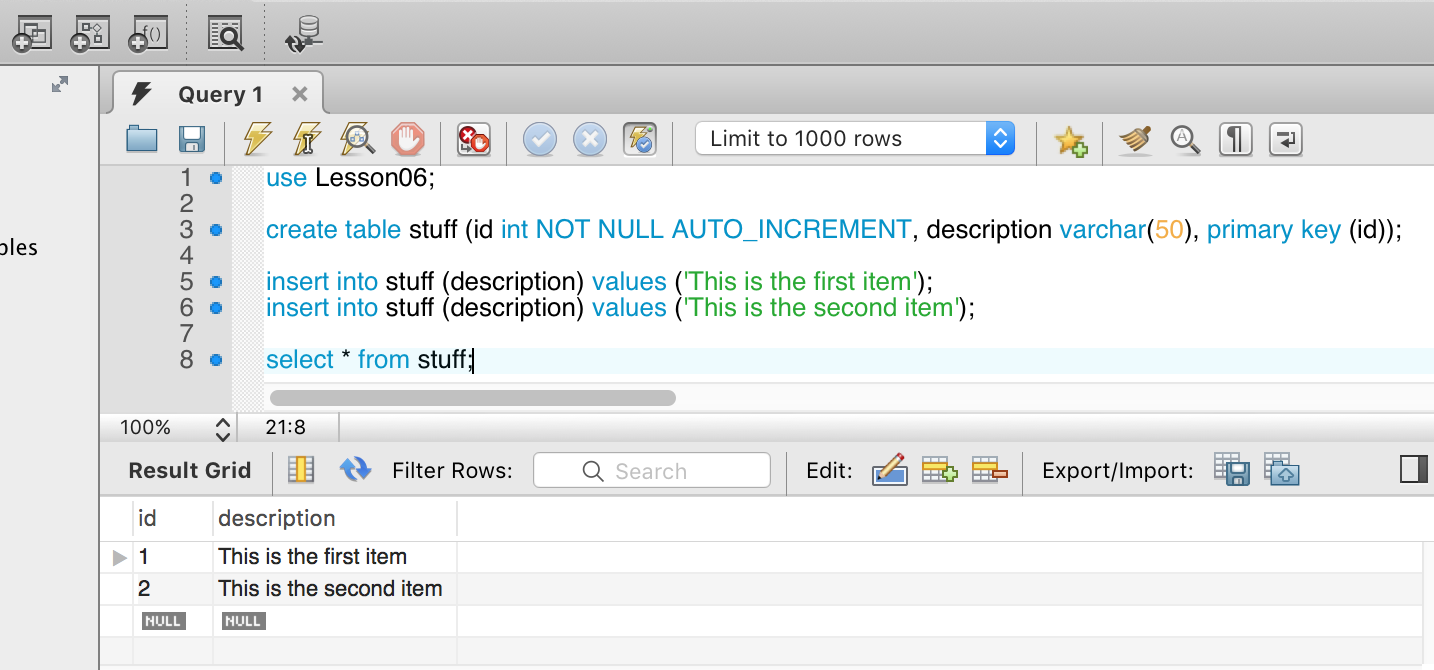 f()
Query 1
Limit to 1000 rows
bles
1 use Lesson06;
2
3 create table stuff (id int NOT NULL AUTO_INCREMENT, description varchar(50), primary key (id));
4
5 insert into stuff (description) values ('This is the first item');
6 insert into stuff (description) values ('This is the second item');
7
8 select * from stuff;
100% 21:8
Result Grid Filter Rows: Search Edit: Export/Import:
id description
1 This is the first item
2 This is the second item
NULL NULL